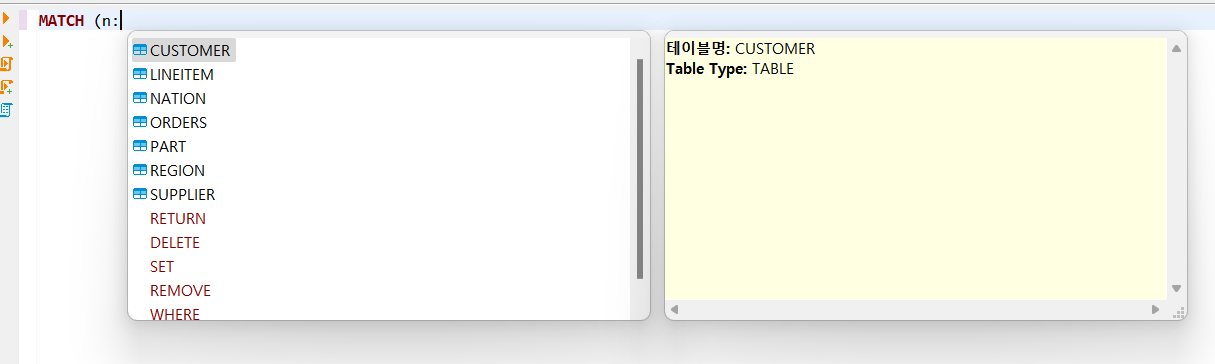 MATCH (n:
CUSTOMER
LINEITEM
NATION
ORDERS
PART
REGION
SUPPLIER
RETURN
DELETE
SET
REMOVE
WHERE
테이블명: CUSTOMER
Table Type: TABLE